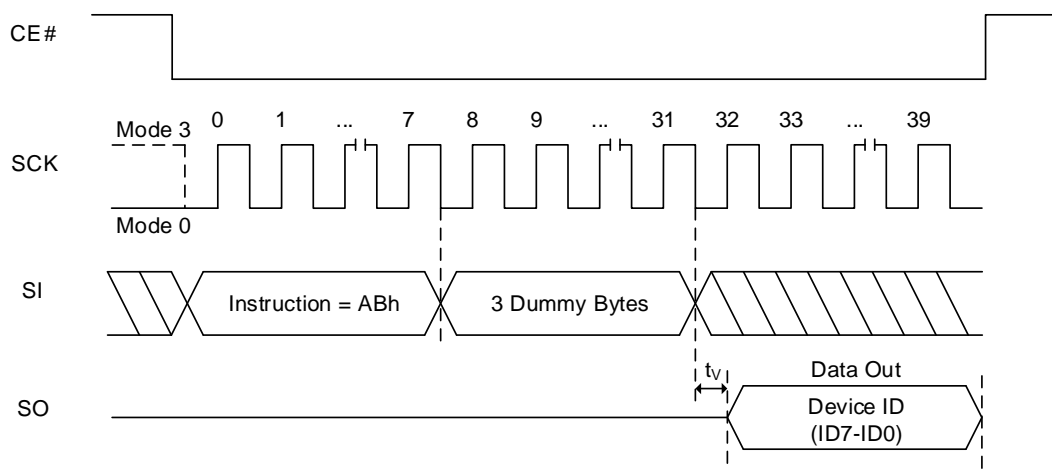 CE#
0 1 ... 7 8 9 ... 31 32 33 ... 39
Mode 3
SCK
Mode 0
SI
Instruction = ABh
3 Dummy Bytes
tV
Data Out
SO
Device ID
(ID7-ID0)